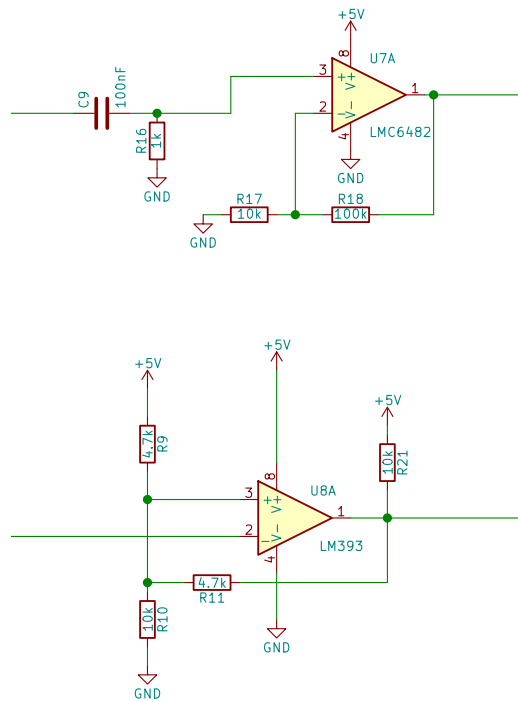 +5V
8
U7A
C9
100nF
3
+
V+
1
R16
1k
2
−
V−
LMC6482
4
GND
GND
R17
10k
R18
100k
GND
+5V
+5V
+5V
4.7k
R9
8
10k
R21
3
+
V+
U8A
1
2
−
V−
LM393
4
4.7k
R11
10k
R10
GND
GND